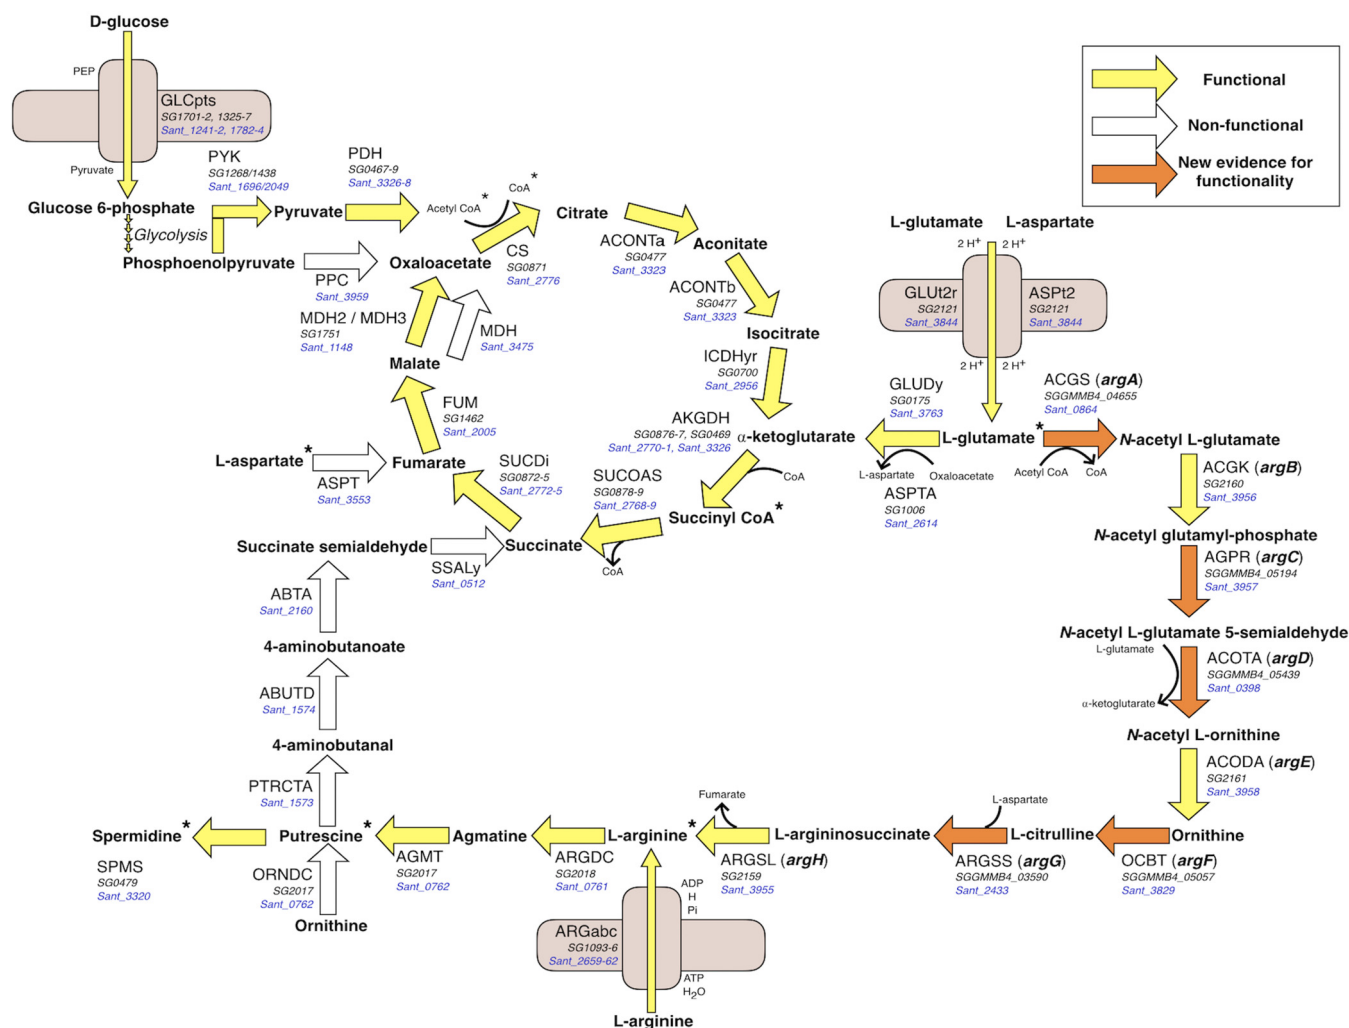 D-glucose
PEP
GLCpts
SG1701-2, 1325-7
Sant_1241-2, 1782-4
Pyruvate
Glucose 6-phosphate
Glycolysis
Phosphoenolpyruvate
PYK
SG1268/1438
Sant_1696/2049
Pyruvate
PDH
SG0467-9
Sant_3326-8
Acetyl CoA*
CoA*
PPC
Sant_3959
Oxaloacetate
CS
SG0871
Sant_2776
Citrate
ACONTa
SG0477
Sant_3323
Aconitate
ACONTb
SG0477
Sant_3323
Isocitrate
ICDHyr
SG0700
Sant_2956
AKGDH
SG0876-7, SG0469
Sant_2770-1, Sant_3326
α-ketoglutarate
CoA
Succinyl CoA*
SUCOAS
SG0878-9
Sant_2768-9
CoA
Succinate
SUCDi
SG0872-5
Sant_2772-5
Fumarate
FUM
SG1462
Sant_2005
Malate
MDH2 / MDH3
SG1751
Sant_1148
MDH
Sant_3475
L-aspartate*
ASPT
Sant_3553
Succinate semialdehyde
SSALy
Sant_0512
ABTA
Sant_2160
4-aminobutanoate
ABUTD
Sant_1574
4-aminobutanal
PTRCTA
Sant_1573
Spermidine*
SPMS
SG0479
Sant_3320
Putrescine*
ORNDC
SG2017
Sant_0762
Ornithine
AGMT
SG2017
Sant_0762
Agmatine
ARGDC
SG2018
Sant_0761
L-arginine*
ADP
H
Pi
ARGabc
SG1093-6
Sant_2659-62
ATP
H2O
L-arginine
Fumarate
ARGSL (argH)
SG2159
Sant_3955
L-argininosuccinate
L-aspartate
ARGSS (argG)
SGGMMB4_03590
Sant_2433
L-citrulline
OCBT (argF)
SGGMMB4_05057
Sant_3829
Ornithine
ACODA (argE)
SG2161
Sant_3958
N-acetyl L-ornithine
ACOTA (argD)
SGGMMB4_05439
Sant_0398
L-glutamate
α-ketoglutarate
N-acetyl L-glutamate 5-semialdehyde
AGPR (argC)
SGGMMB4_05194
Sant_3957
N-acetyl glutamyl-phosphate
ACGK (argB)
SG2160
Sant_3956
N-acetyl L-glutamate
ACGS (argA)
SGGMMB4_04655
Sant_0864
Acetyl CoA
CoA
L-glutamate*
GLUDy
SG0175
Sant_3763
L-aspartate
Oxaloacetate
ASPTA
SG1006
Sant_2614
L-glutamate
L-aspartate
2 H+
2 H+
GLUt2r
SG2121
Sant_3844
ASPt2
SG2121
Sant_3844
2 H+
2 H+
Functional
Non-functional
New evidence for
functionality